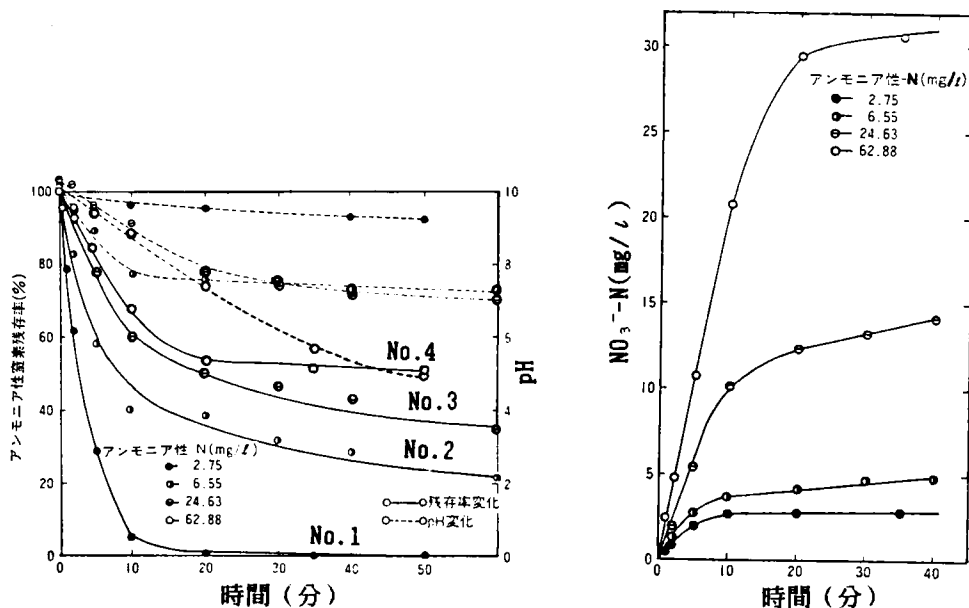 アンモニア性窒素残存率(%)
100
80
60
40
20
0
アンモニア性 N(mg/l)
2.75
6.55
24.63
62.88
No.1
No.2
No.3
No.4
残存率変化
pH変化
10
8
6
4
2
0
pH
0
10
20
30
40
50
時間(分)
NO₃⁻-N(mg/l)
30
25
20
15
10
5
0
アンモニア性-N(mg/l)
2.75
6.55
24.63
62.88
0
10
20
30
40
時間(分)